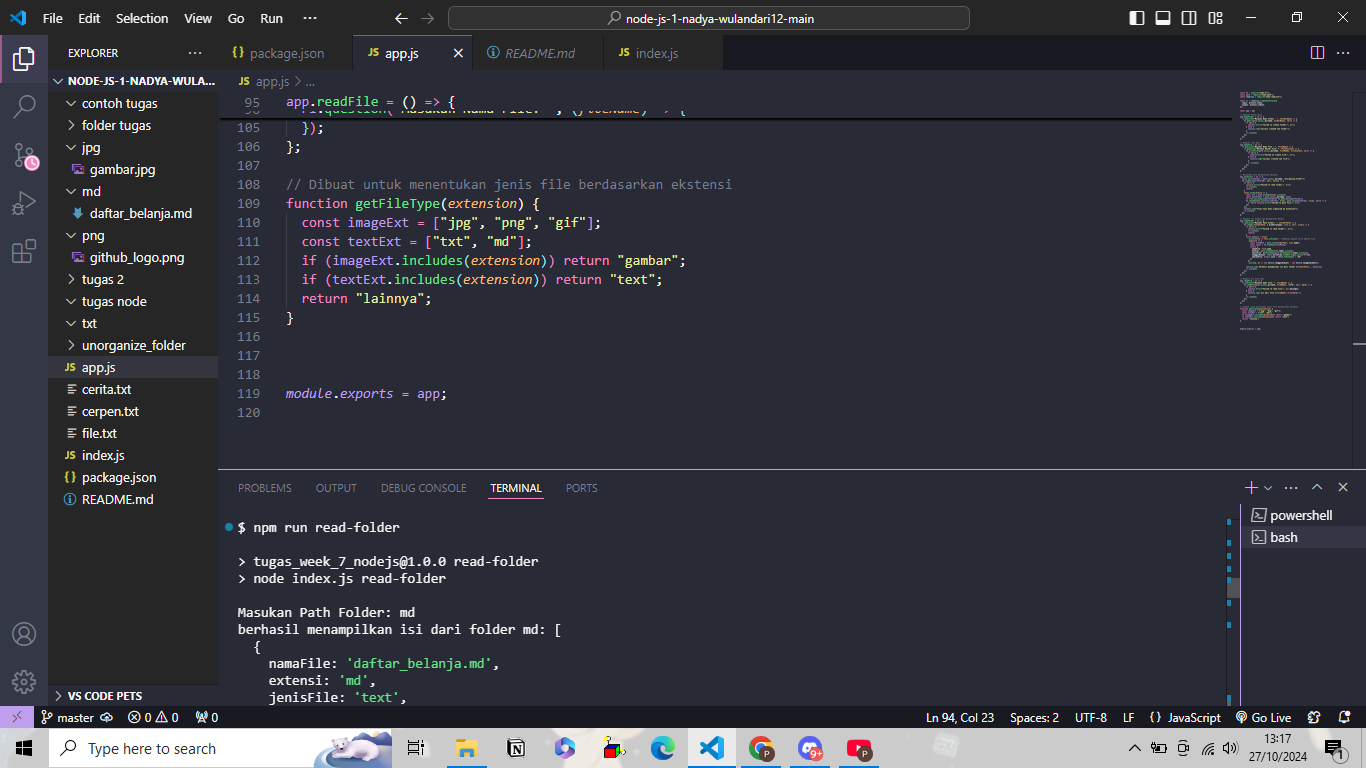 File Edit Selection View Go Run ···
node-js-1-nadya-wulandari12-main
EXPLORER
package.json
JS app.js
README.md
JS index.js
NODE-JS-1-NADYA-WULA...
contoh tugas
folder tugas
jpg
gambar.jpg
md
daftar_belanja.md
png
github_logo.png
tugas 2
tugas node
txt
unorganize_folder
JS app.js
cerita.txt
cerpen.txt
file.txt
JS index.js
package.json
README.md
VS CODE PETS
JS app.js > ...
95 app.readFile = () => {
105 });
106 };
107
108 // Dibuat untuk menentukan jenis file berdasarkan ekstensi
109 function getFileType(extension) {
110 const imageExt = ["jpg", "png", "gif"];
111 const textExt = ["txt", "md"];
112 if (imageExt.includes(extension)) return "gambar";
113 if (textExt.includes(extension)) return "text";
114 return "lainnya";
115 }
116
117
118
119 module.exports = app;
120
PROBLEMS OUTPUT DEBUG CONSOLE TERMINAL PORTS
powershell
bash
$ npm run read-folder
> tugas_week_7_nodejs@1.0.0 read-folder
> node index.js read-folder
Masukan Path Folder: md
berhasil menampilkan isi dari folder md: [
{
namaFile: 'daftar_belanja.md',
extensi: 'md',
jenisFile: 'text',
master 0 0 0
Ln 94, Col 23 Spaces: 2 UTF-8 LF {} JavaScript Go Live
Type here to search
13:17
27/10/2024